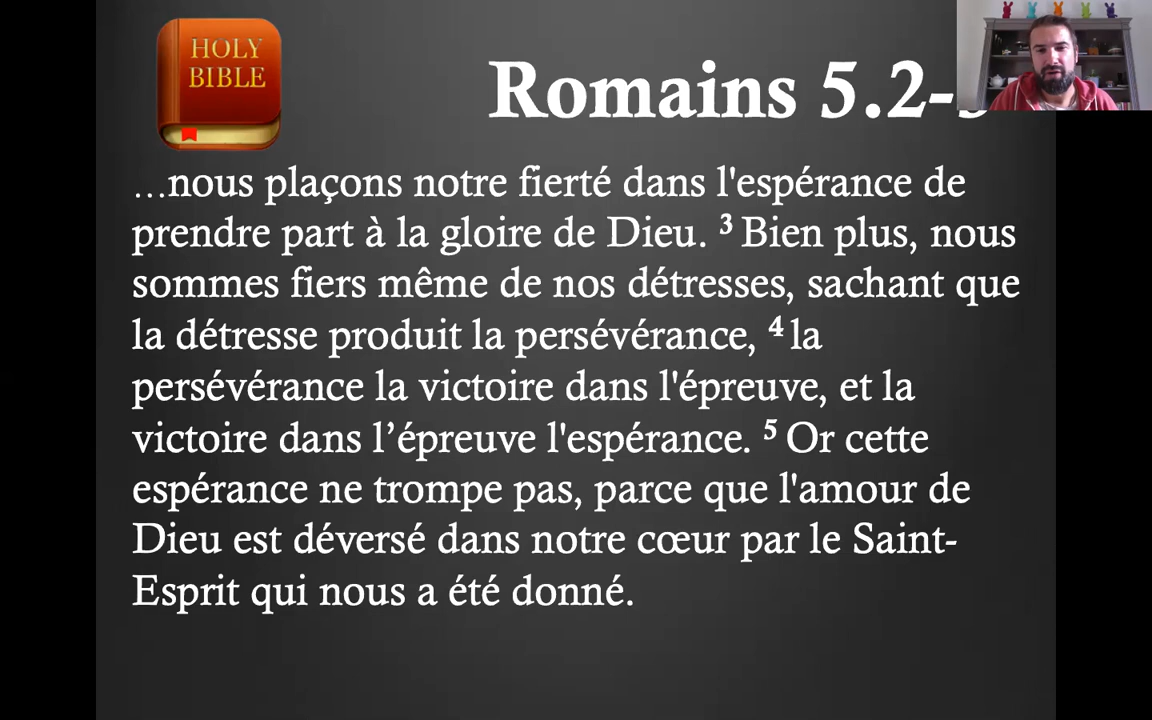 HOLY
BIBLE
Romains 5.2-
…nous plaçons notre fierté dans l'espérance de
prendre part à la gloire de Dieu. ³ Bien plus, nous
sommes fiers même de nos détresses, sachant que
la détresse produit la persévérance, ⁴ la
persévérance la victoire dans l'épreuve, et la
victoire dans l’épreuve l'espérance. ⁵ Or cette
espérance ne trompe pas, parce que l'amour de
Dieu est déversé dans notre cœur par le Saint-
Esprit qui nous a été donné.